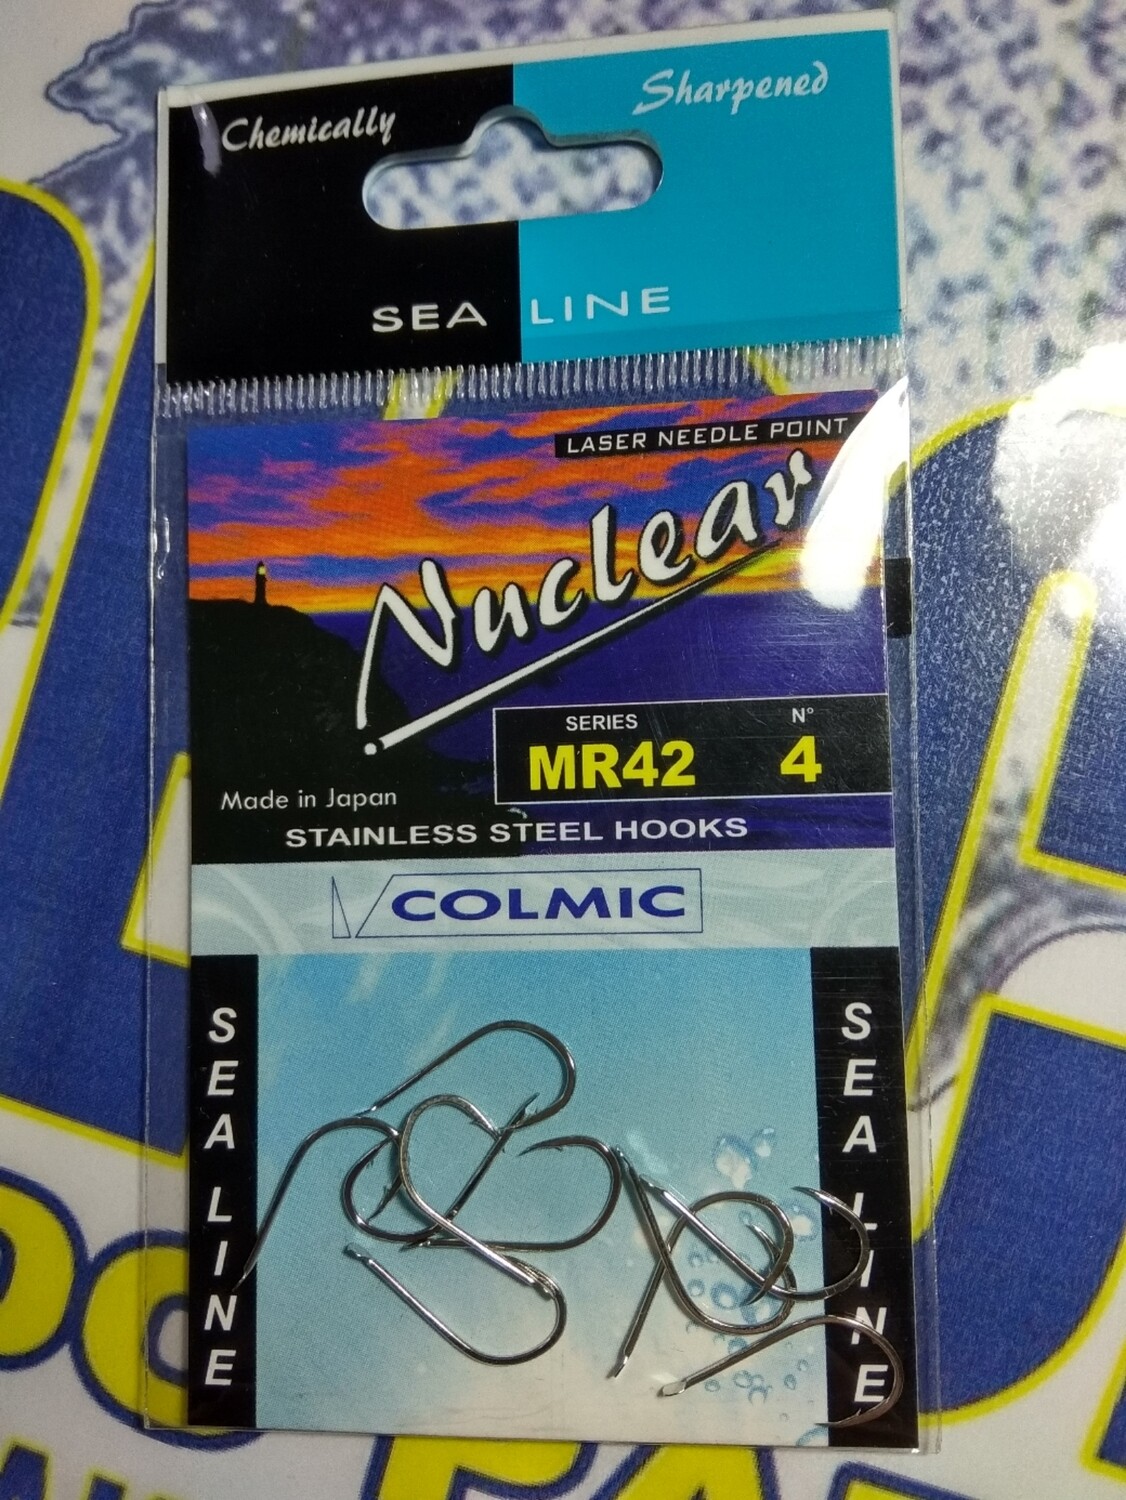 Chemically Sharpened
SEA LINE
LASER NEEDLE POINT
Nuclear
SERIES N°
MR42 4
Made in Japan
STAINLESS STEEL HOOKS
COLMIC
SEA LINE
SEA LINE